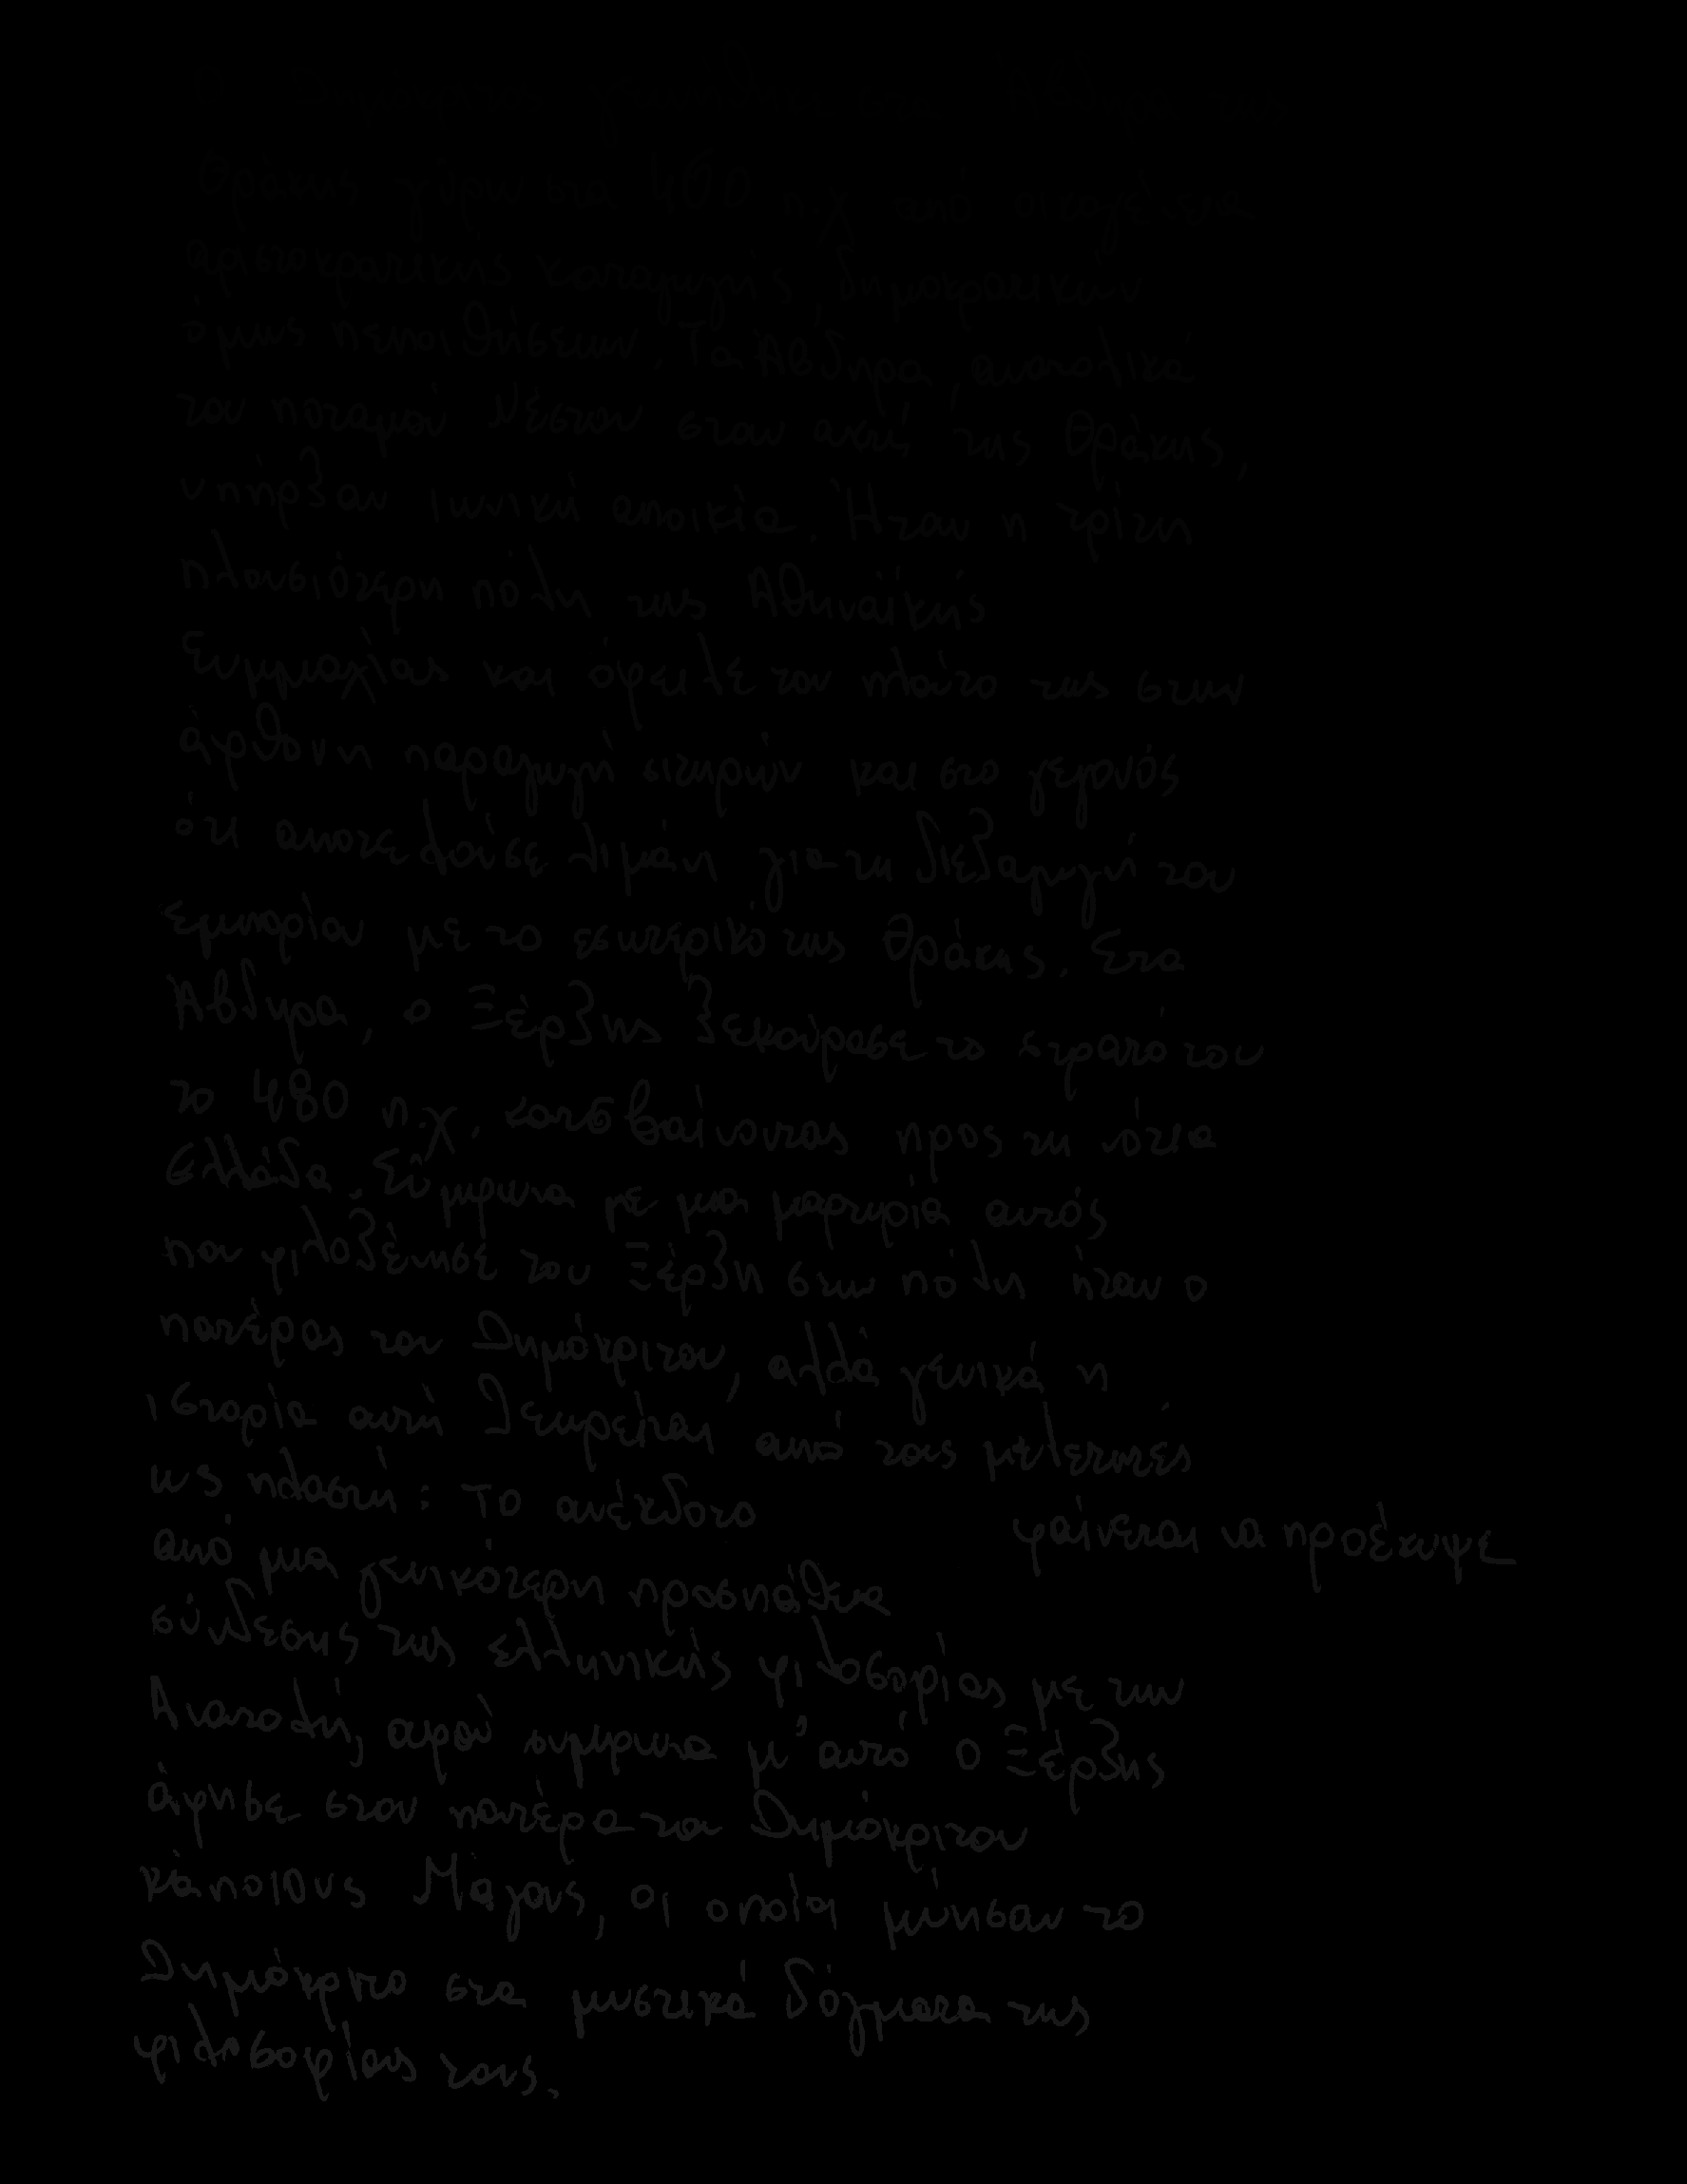 Ο Δημόκριτος γεννήθηκε στα Άβδηρα της
Θράκης γύρω στα 460 π.χ από οικογένεια
αριστοκρατικής καταγωγής, δημοκρατικών
όμως πεποιθήσεων. Τα Άβδηρα, ανατολικά
του ποταμού Νέστου στην ακτή της Θράκης,
υπήρξαν ιωνική αποικία. Ήταν η τρίτη
πλουσιότερη πόλη της Αθηναϊκής
Συμμαχίας και όφειλε τον πλούτο της στην
άφθονη παραγωγή σιτηρών και στο γεγονός
ότι αποτελούσε λιμάνι για τη διεξαγωγή του
εμπορίου με το εσωτερικό της Θράκης. Στα
Άβδηρα, ο Ξέρξης ξεκούρασε το στρατό του
το 480 π.χ. κατεβαίνοντας προς τη νότια
Ελλάδα. Σύμφωνα με μια μαρτυρία αυτός
που φιλοξένησε τον Ξέρξη στην πόλη ήταν ο
πατέρας του Δημόκριτου, αλλά γενικά η
ιστορία αυτή θεωρείται από τους μελετητές
ως πλαστή: το ανέκδοτο φαίνεται να προέκυψε
από μια γενικότερη προσπάθεια
σύνδεσης της ελληνικής φιλοσοφίας με την
Ανατολή, αφού σύμφωνα μ' αυτό ο Ξέρξης
άφησε στον πατέρα του Δημόκριτου
κάποιους Μάγους, οι οποίοι μύησαν το
Δημόκριτο στα μυστικά δόγματα της
φιλοσοφίας τους.